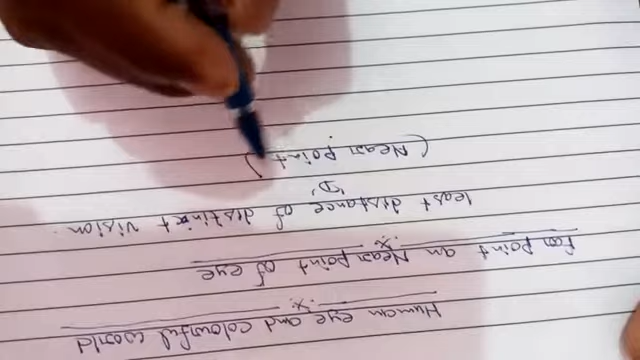 Human eye and colourful world
Far point an Near point of eye
least distance of distinct vision
'D'
(Near point)